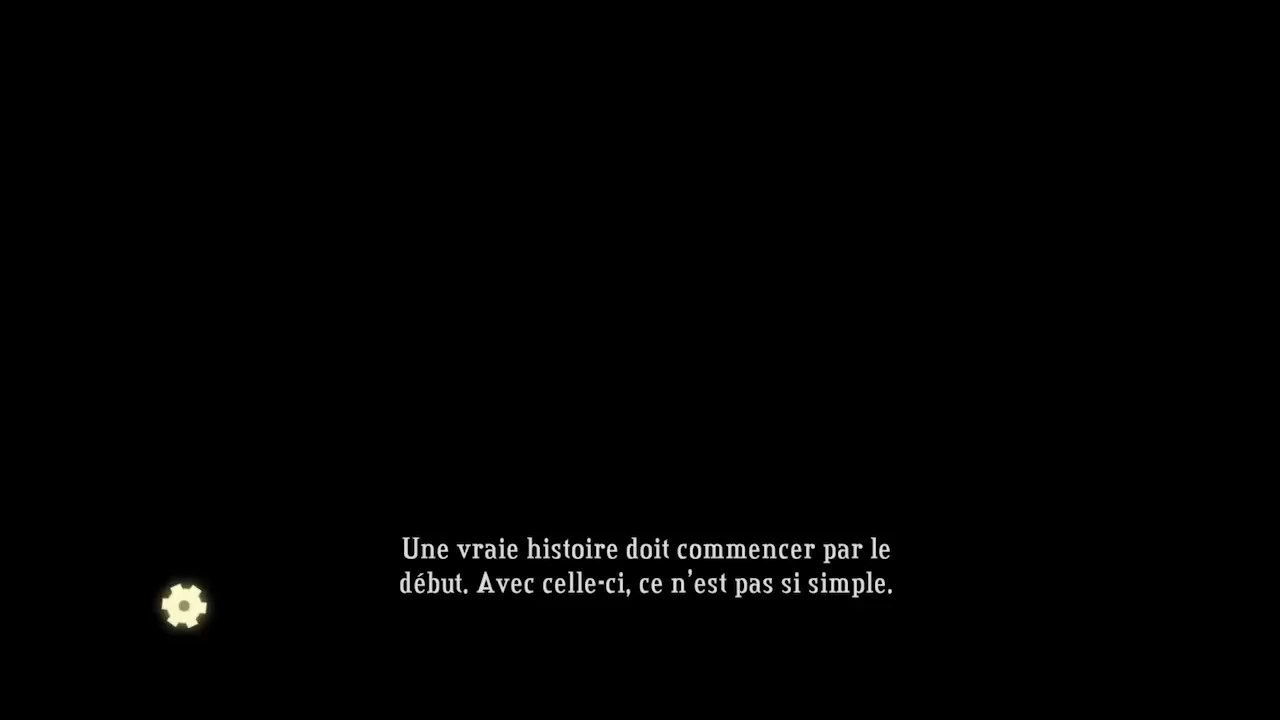 Une vraie histoire doit commencer par le
début. Avec celle-ci, ce n’est pas si simple.